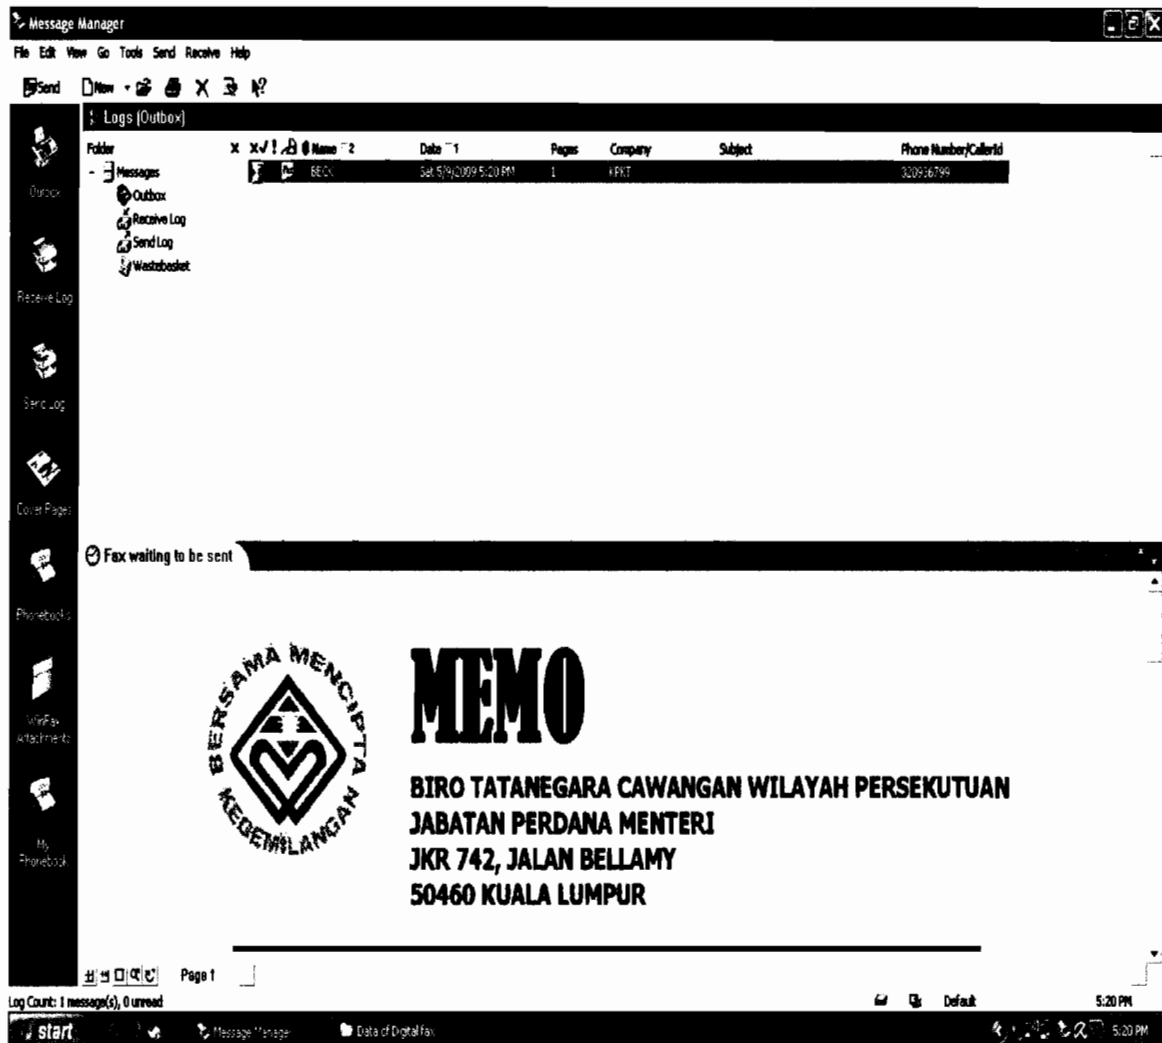 Message Manager
File Edit View Go Tools Send Receive Help
Send New
Logs (Outbox)
Folder
Name 2 Date 1 Pages Company Subject Phone Number/CallerId
Messages
BECK Sat 5/9/2009 5:20 PM 1 KPKT 320936799
Outbox
Receive Log
Send Log
Wastebasket
Outbox
Receive Log
Send Log
Cover Pages
Phonebooks
WinFax
Attachments
My
Phonebook
Fax waiting to be sent
BERSAMA MENCIPTA
KEGEMILANGAN
MEMO
BIRO TATANEGARA CAWANGAN WILAYAH PERSEKUTUAN
JABATAN PERDANA MENTERI
JKR 742, JALAN BELLAMY
50460 KUALA LUMPUR
Page 1
Log Count: 1 message(s), 0 unread Default 5:20 PM
start Message Manager Data of Digital fax 5:20 PM